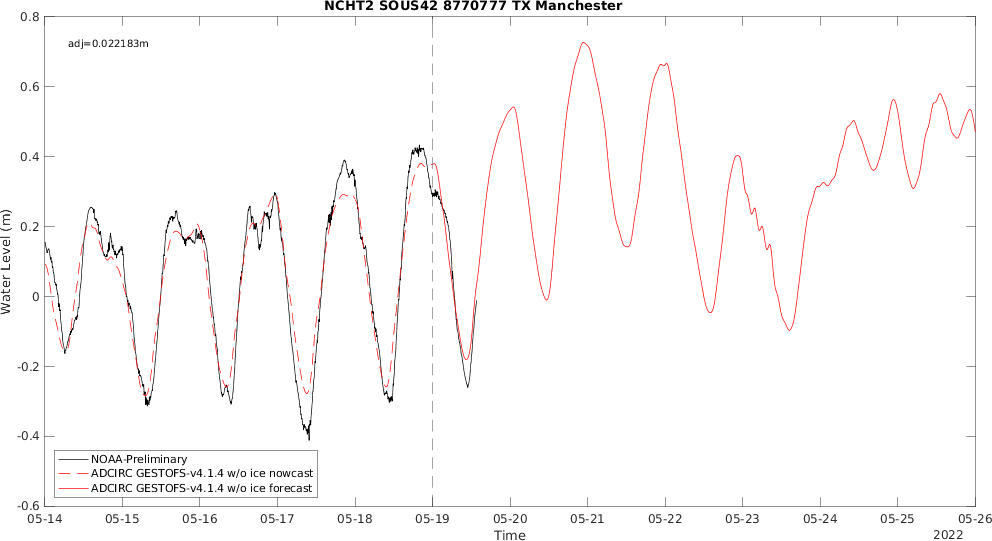 NCHT2 SOUS42 8770777 TX Manchester
adj=0.022183m
0.8
0.6
0.4
0.2
0
-0.2
-0.4
-0.6
Water Level (m)
NOAA-Preliminary
ADCIRC GESTOFS-v4.1.4 w/o ice nowcast
ADCIRC GESTOFS-v4.1.4 w/o ice forecast
05-14 05-15 05-16 05-17 05-18 05-19 05-20 05-21 05-22 05-23 05-24 05-25 05-26
Time
2022